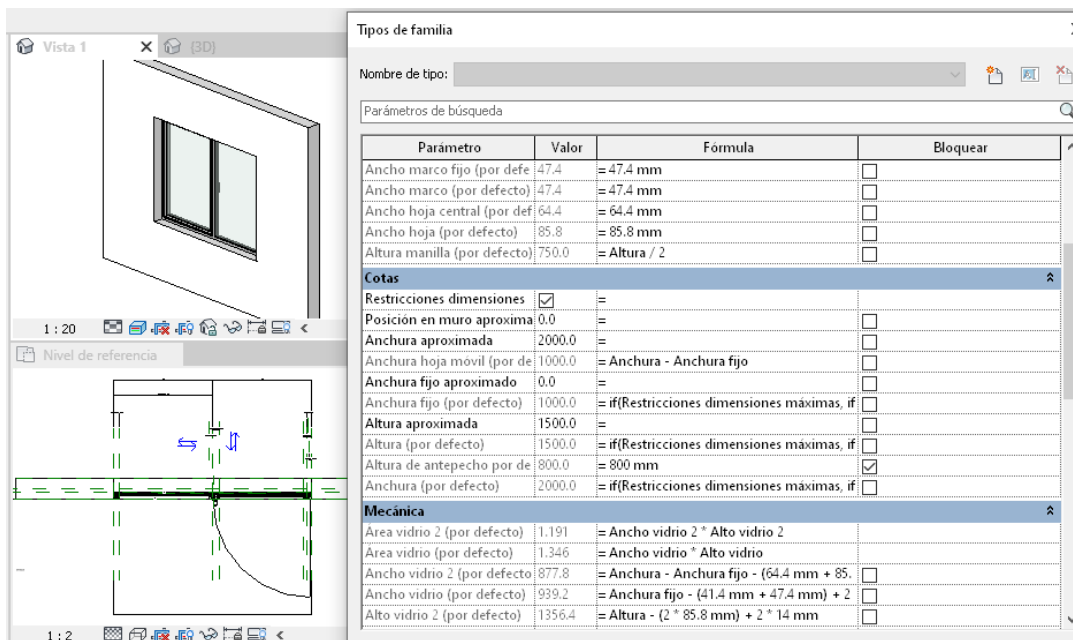 Vista 1
{3D}
1 : 20
Nivel de referencia
1 : 2
Tipos de familia
Nombre de tipo:
Parámetros de búsqueda
Parámetro Valor Fórmula Bloquear
Ancho marco fijo (por defe 47.4 = 47.4 mm
Ancho marco (por defecto) 47.4 = 47.4 mm
Ancho hoja central (por def 64.4 = 64.4 mm
Ancho hoja (por defecto) 85.8 = 85.8 mm
Altura manilla (por defecto) 750.0 = Altura / 2
Cotas
Restricciones dimensiones =
Posición en muro aproxima 0.0 =
Anchura aproximada 2000.0 =
Anchura hoja móvil (por de 1000.0 = Anchura - Anchura fijo
Anchura fijo aproximado 0.0 =
Anchura fijo (por defecto) 1000.0 = if(Restricciones dimensiones máximas, if
Altura aproximada 1500.0 =
Altura (por defecto) 1500.0 = if(Restricciones dimensiones máximas, if
Altura de antepecho por de 800.0 = 800 mm
Anchura (por defecto) 2000.0 = if(Restricciones dimensiones máximas, if
Mecánica
Area vidrio 2 (por defecto) 1.191 = Ancho vidrio 2 * Alto vidrio 2
Area vidrio (por defecto) 1.346 = Ancho vidrio * Alto vidrio
Ancho vidrio 2 (por defecto 877.8 = Anchura - Anchura fijo - (64.4 mm + 85.
Ancho vidrio (por defecto) 939.2 = Anchura fijo - (41.4 mm + 47.4 mm) + 2
Alto vidrio 2 (por defecto) 1356.4 = Altura - (2 * 85.8 mm) + 2 * 14 mm